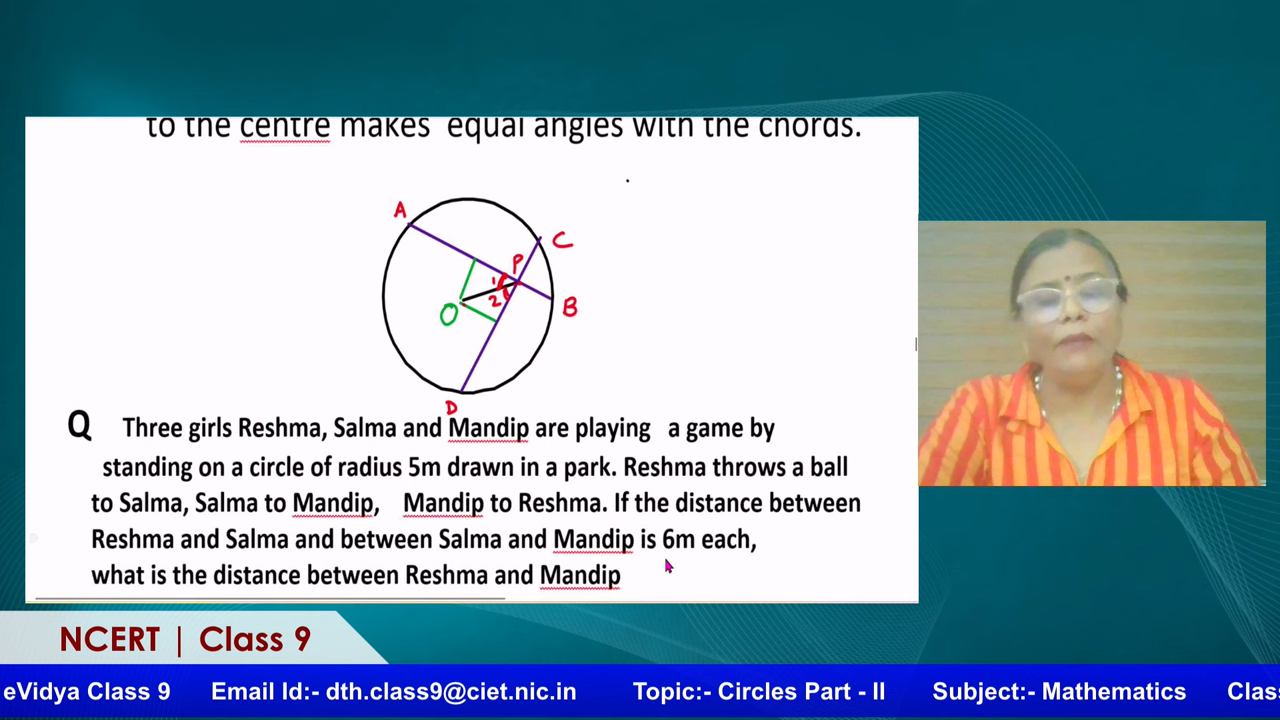 to the centre makes equal angles with the chords.
A
C
P
1
2
O
B
D
Q Three girls Reshma, Salma and Mandip are playing a game by
standing on a circle of radius 5m drawn in a park. Reshma throws a ball
to Salma, Salma to Mandip, Mandip to Reshma. If the distance between
Reshma and Salma and between Salma and Mandip is 6m each,
what is the distance between Reshma and Mandip
NCERT | Class 9
eVidya Class 9 Email Id:- dth.class9@ciet.nic.in Topic:- Circles Part - II Subject:- Mathematics Clas